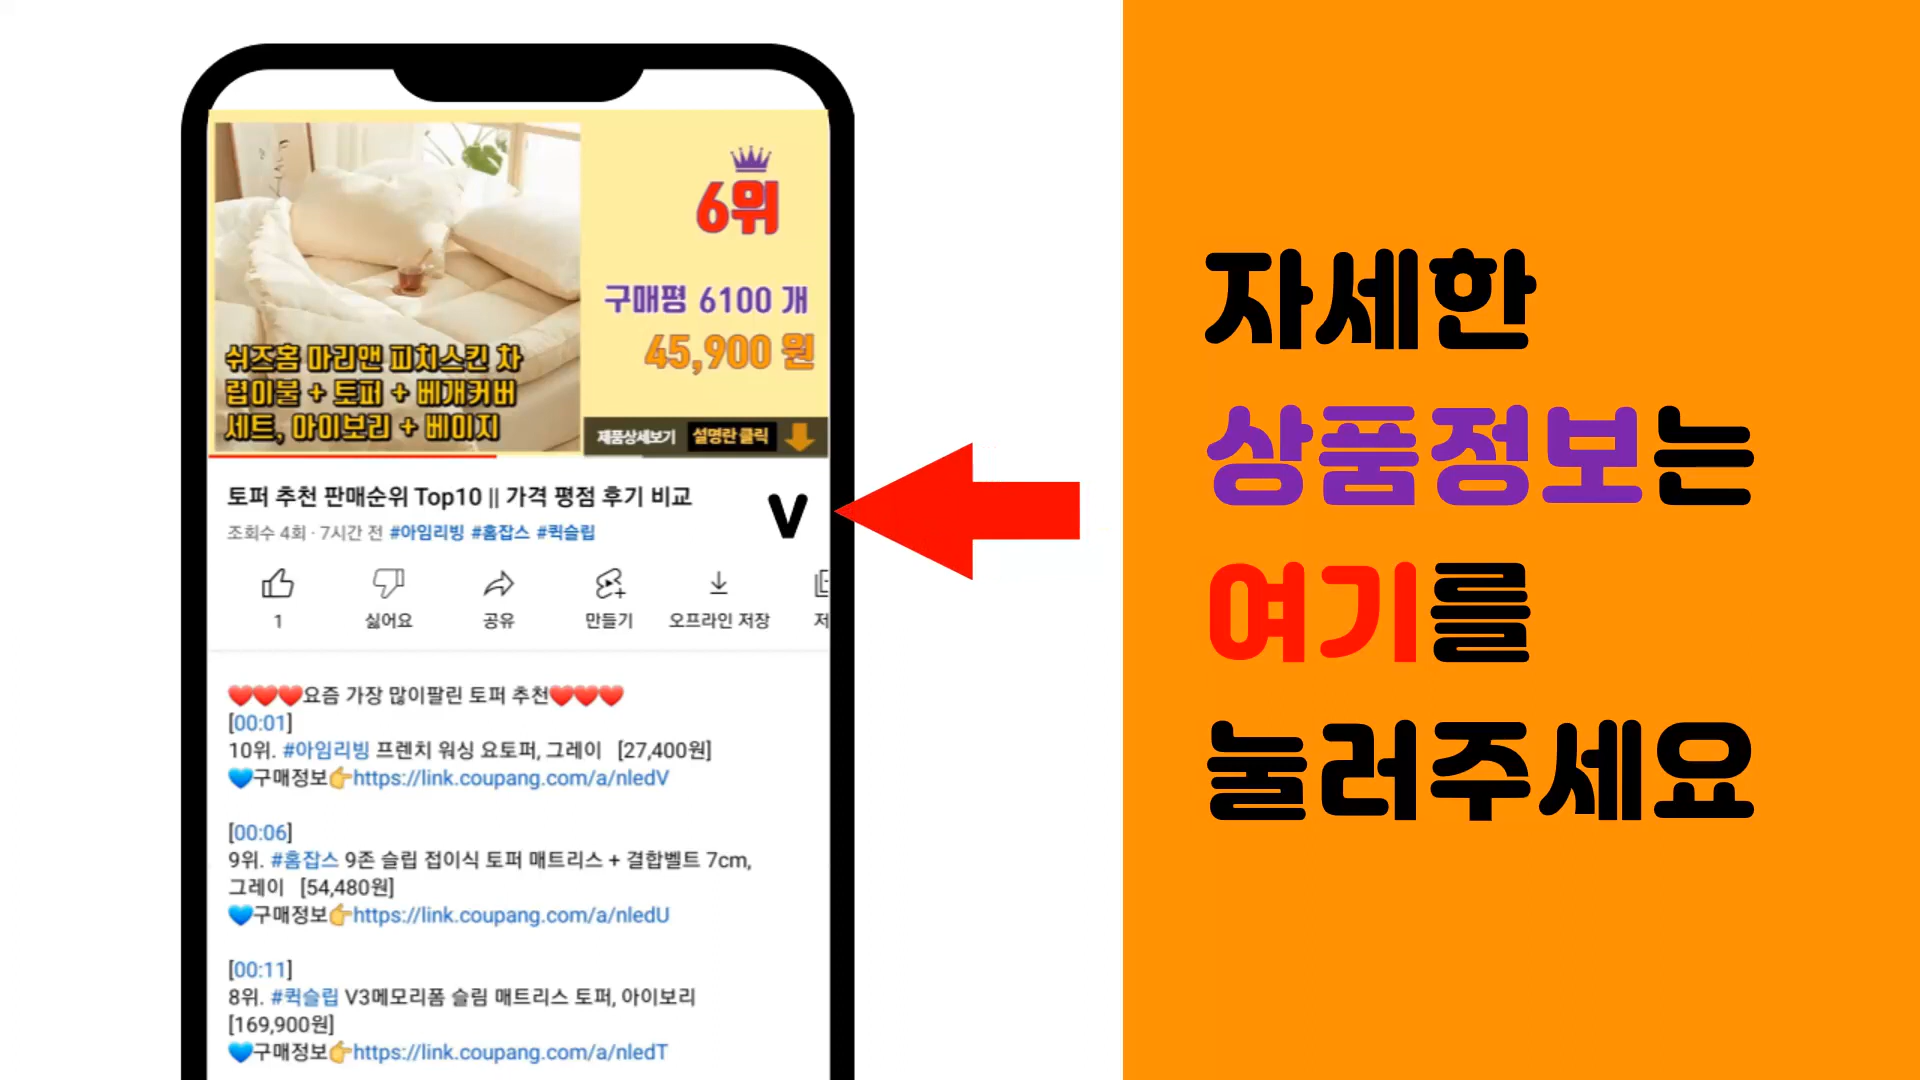 6위
구매평 6100 개
45,900 원
쉬즈홈 마리앤 피치스킨 차
렵이불 + 토퍼 + 베개커버
세트, 아이보리 + 베이지
제품상세보기 설명란 클릭
토퍼 추천 판매순위 Top10 || 가격 평점 후기 비교
V
조회수 4회 · 7시간 전 #아임리빙 #홈잡스 #퀵슬립
1 싫어요 공유 만들기 오프라인 저장 저
❤️❤️❤️요즘 가장 많이팔린 토퍼 추천❤️❤️❤️
[00:01]
10위. #아임리빙 프렌치 워싱 요토퍼, 그레이 [27,400원]
💙구매정보👉https://link.coupang.com/a/nledV
[00:06]
9위. #홈잡스 9존 슬립 접이식 토퍼 매트리스 + 결합벨트 7cm,
그레이 [54,480원]
💙구매정보👉https://link.coupang.com/a/nledU
[00:11]
8위. #퀵슬립 V3메모리폼 슬림 매트리스 토퍼, 아이보리
[169,900원]
💙구매정보👉https://link.coupang.com/a/nledT
자세한
상품정보는
여기를
눌러주세요